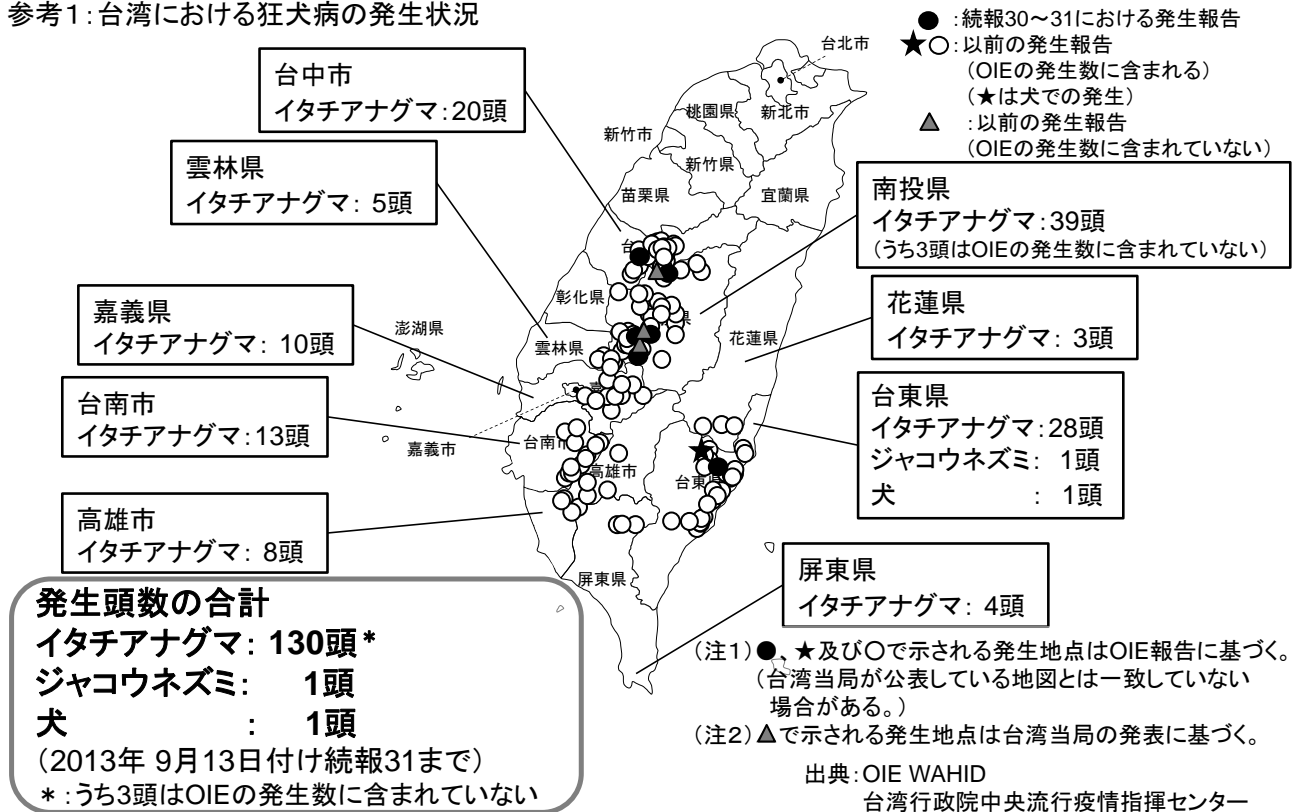 参考1:台湾における狂犬病の発生状況
●:続報30～31における発生報告
★○:以前の発生報告
(OIEの発生数に含まれる)
(★は犬での発生)
▲:以前の発生報告
(OIEの発生数に含まれていない)
台中市
イタチアナグマ:20頭
雲林県
イタチアナグマ: 5頭
嘉義県
イタチアナグマ: 10頭
台南市
イタチアナグマ:13頭
高雄市
イタチアナグマ: 8頭
南投県
イタチアナグマ:39頭
(うち3頭はOIEの発生数に含まれていない)
花蓮県
イタチアナグマ: 3頭
台東県
イタチアナグマ:28頭
ジャコウネズミ: 1頭
犬 : 1頭
屏東県
イタチアナグマ: 4頭
台北市
桃園県
新北市
新竹市
新竹県
苗栗県
宜蘭県
台
彰化県
県
花蓮県
澎湖県
雲林県
嘉
嘉義市
台南市
高雄市
台東県
屏東県
発生頭数の合計
イタチアナグマ: 130頭*
ジャコウネズミ: 1頭
犬 : 1頭
(2013年 9月13日付け続報31まで)
*:うち3頭はOIEの発生数に含まれていない
(注1)●、★及び○で示される発生地点はOIE報告に基づく。
(台湾当局が公表している地図とは一致していない
場合がある。)
(注2)▲で示される発生地点は台湾当局の発表に基づく。
出典:OIE WAHID
台湾行政院中央流行疫情指揮センター